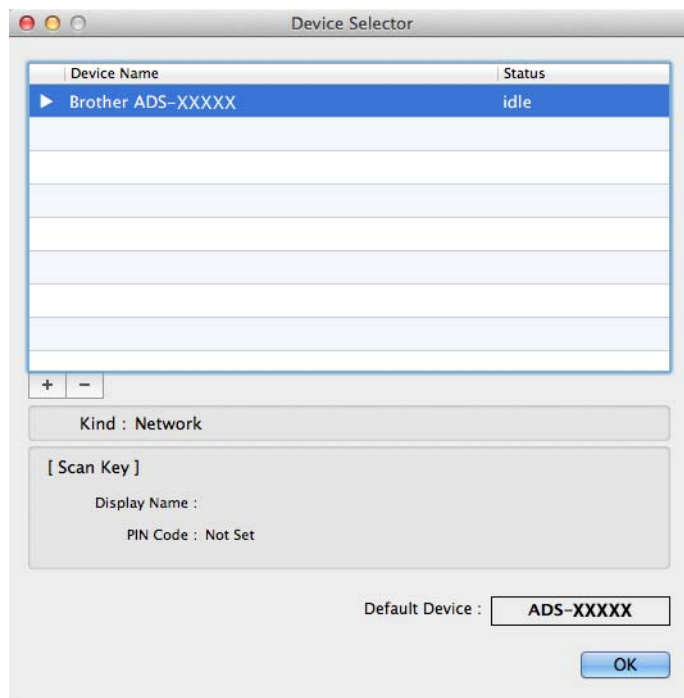 Device Selector
Device Name Status
Brother ADS-XXXXX idle
+ −
Kind : Network
[ Scan Key ]
Display Name :
PIN Code : Not Set
Default Device : ADS-XXXXX
OK